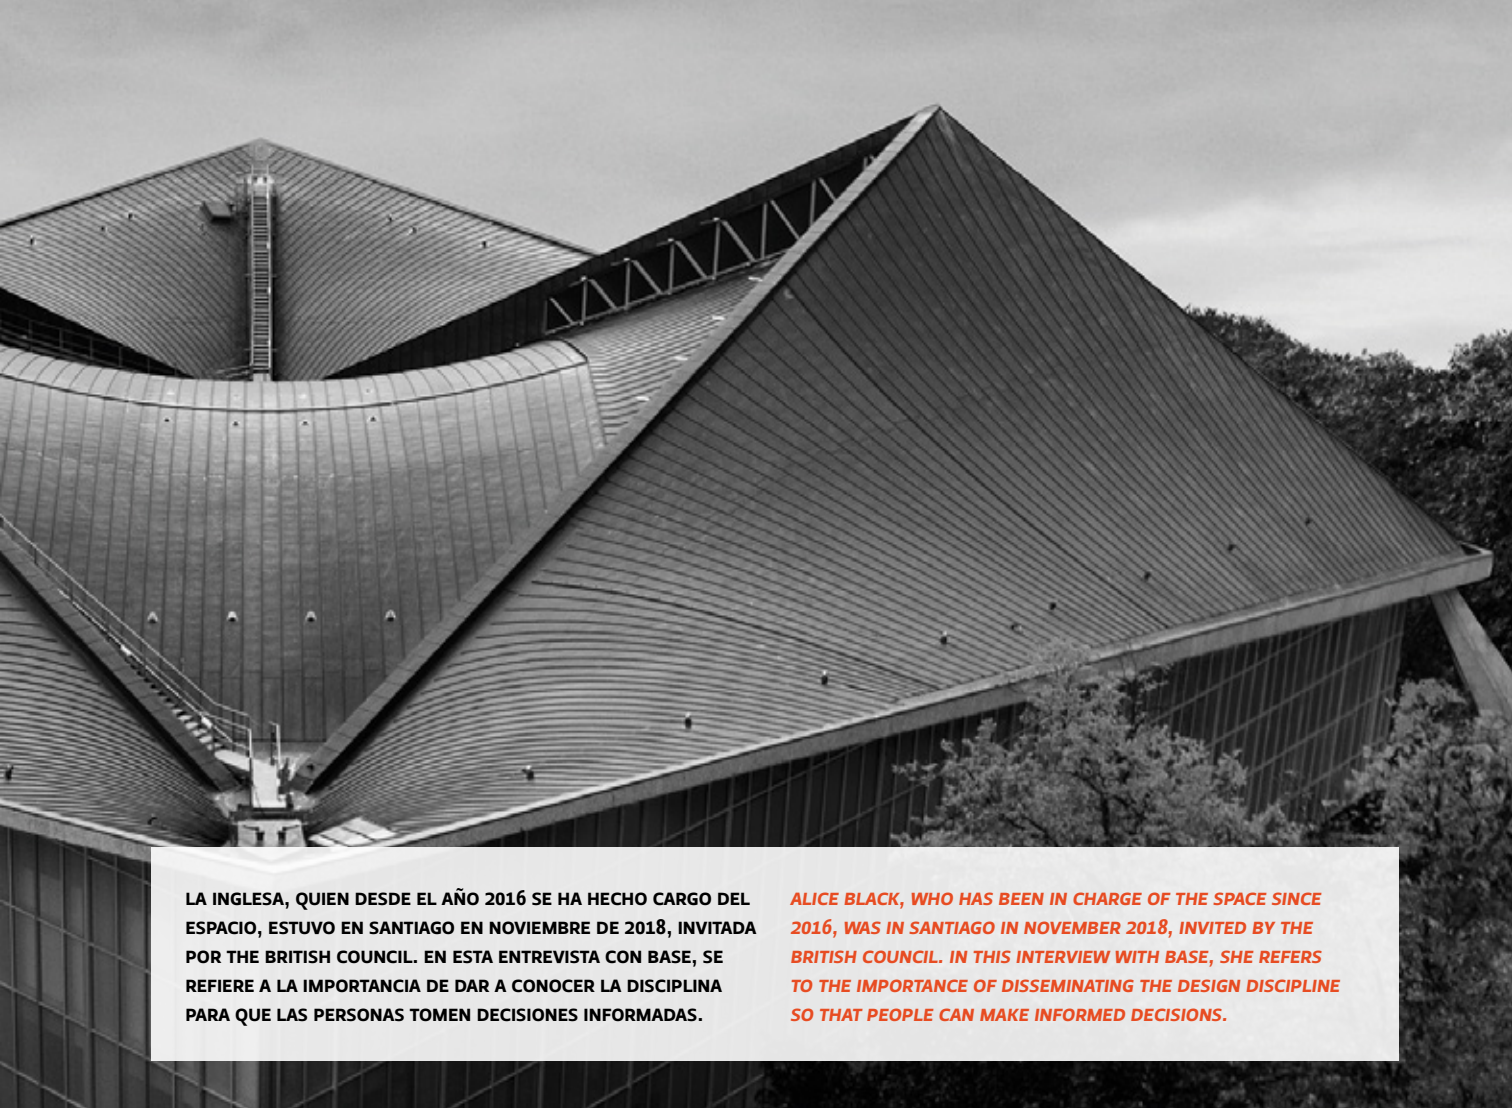 LA INGLESA, QUIEN DESDE EL AÑO 2016 SE HA HECHO CARGO DEL
ESPACIO, ESTUVO EN SANTIAGO EN NOVIEMBRE DE 2018, INVITADA
POR THE BRITISH COUNCIL. EN ESTA ENTREVISTA CON BASE, SE
REFIERE A LA IMPORTANCIA DE DAR A CONOCER LA DISCIPLINA
PARA QUE LAS PERSONAS TOMEN DECISIONES INFORMADAS.
ALICE BLACK, WHO HAS BEEN IN CHARGE OF THE SPACE SINCE
2016, WAS IN SANTIAGO IN NOVEMBER 2018, INVITED BY THE
BRITISH COUNCIL. IN THIS INTERVIEW WITH BASE, SHE REFERS
TO THE IMPORTANCE OF DISSEMINATING THE DESIGN DISCIPLINE
SO THAT PEOPLE CAN MAKE INFORMED DECISIONS.